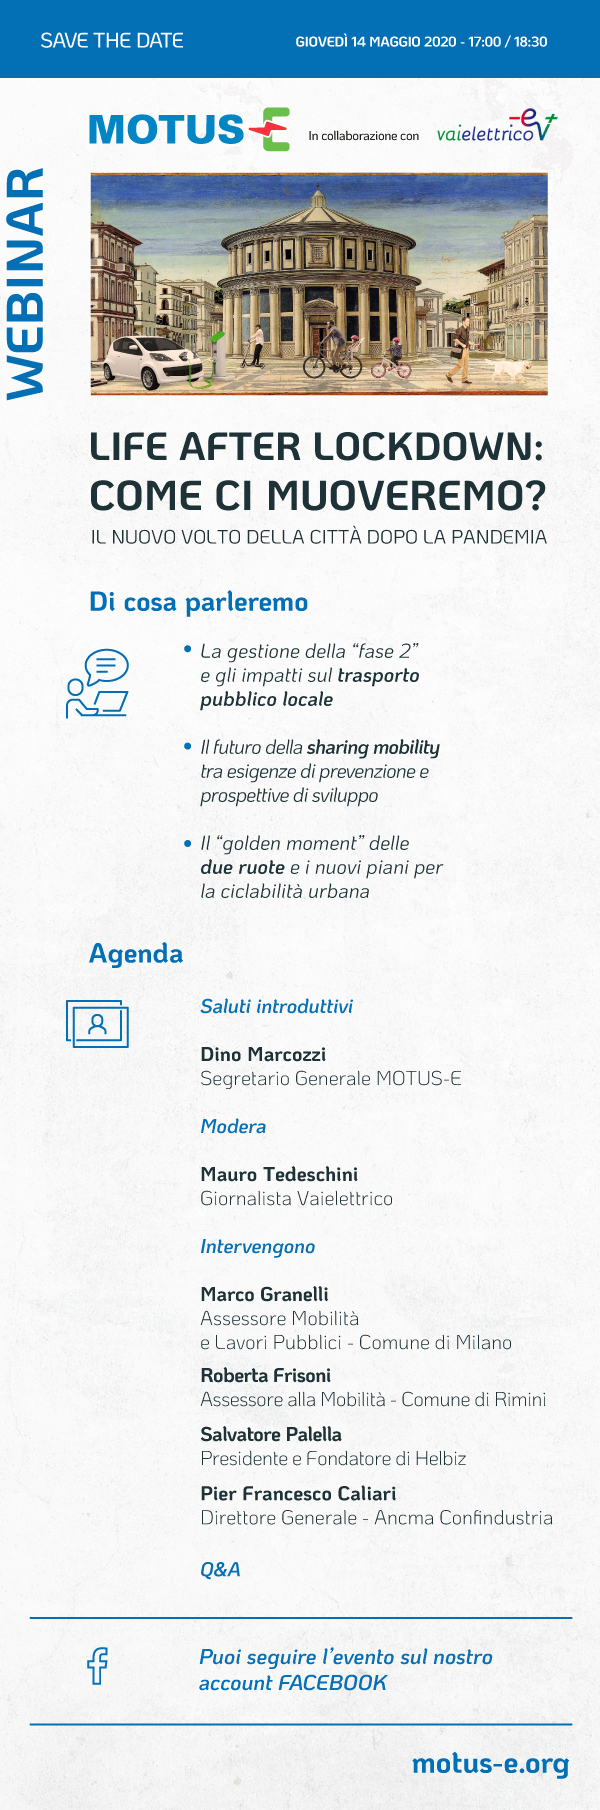 SAVE THE DATE
GIOVEDÌ 14 MAGGIO 2020 - 17:00 / 18:30
MOTUS-E
In collaborazione con
vaielettrico
eV+
WEBINAR
LIFE AFTER LOCKDOWN:
COME CI MUOVEREMO?
IL NUOVO VOLTO DELLA CITTÀ DOPO LA PANDEMIA
Di cosa parleremo
• La gestione della “fase 2”
e gli impatti sul trasporto
pubblico locale
• Il futuro della sharing mobility
tra esigenze di prevenzione e
prospettive di sviluppo
• Il “golden moment” delle
due ruote e i nuovi piani per
la ciclabilità urbana
Agenda
Saluti introduttivi
Dino Marcozzi
Segretario Generale MOTUS-E
Modera
Mauro Tedeschini
Giornalista Vaielettrico
Intervengono
Marco Granelli
Assessore Mobilità
e Lavori Pubblici - Comune di Milano
Roberta Frisoni
Assessore alla Mobilità - Comune di Rimini
Salvatore Palella
Presidente e Fondatore di Helbiz
Pier Francesco Caliari
Direttore Generale - Ancma Confindustria
Q&A
Puoi seguire l’evento sul nostro
account FACEBOOK
motus-e.org